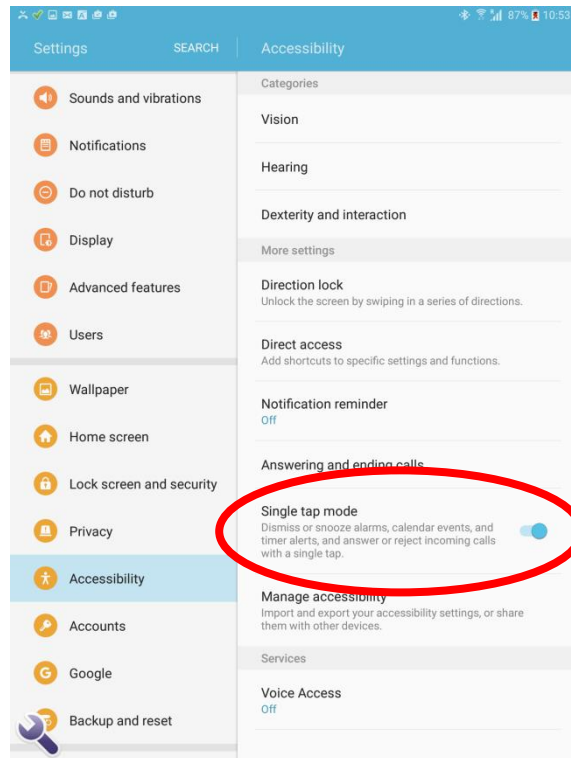 87% 10:53
Settings SEARCH
Sounds and vibrations
Notifications
Do not disturb
Display
Advanced features
Users
Wallpaper
Home screen
Lock screen and security
Privacy
Accessibility
Accounts
Google
Backup and reset
Accessibility
Categories
Vision
Hearing
Dexterity and interaction
More settings
Direction lock
Unlock the screen by swiping in a series of directions.
Direct access
Add shortcuts to specific settings and functions.
Notification reminder
Off
Answering and ending calls
Single tap mode
Dismiss or snooze alarms, calendar events, and
timer alerts, and answer or reject incoming calls
with a single tap.
Manage accessibility
Import and export your accessibility settings, or share
them with other devices.
Services
Voice Access
Off